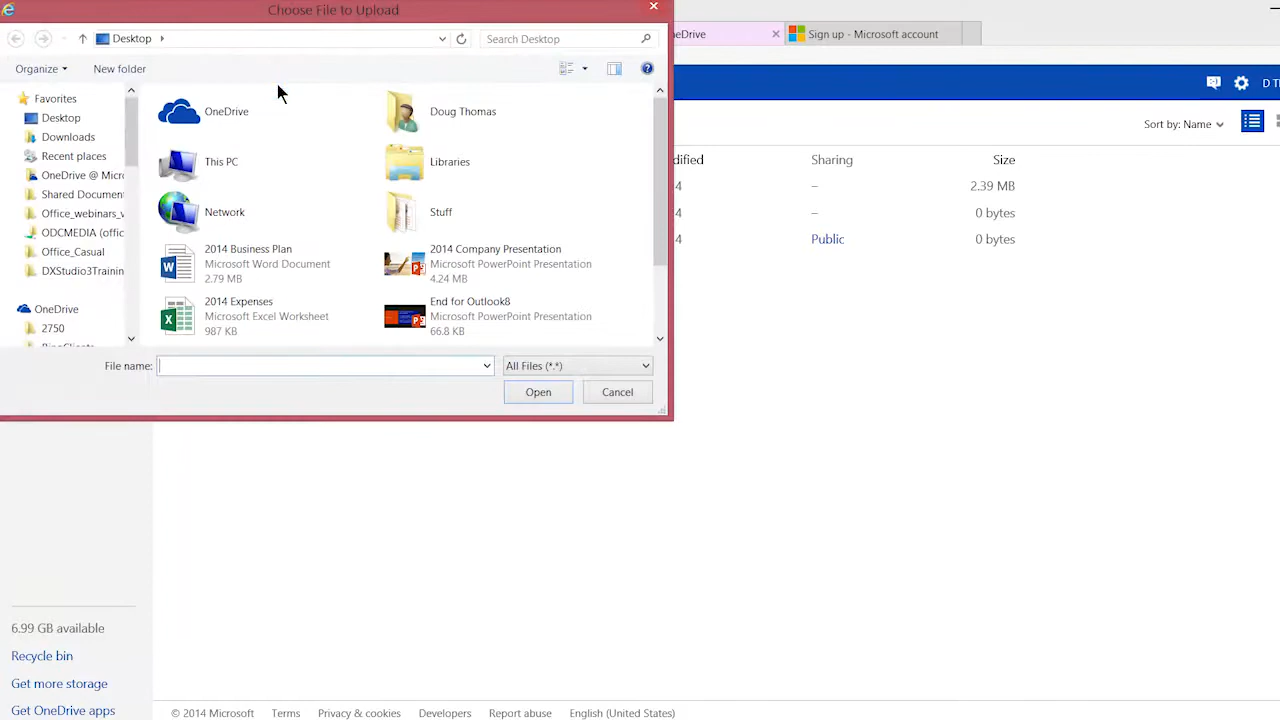 Choose File to Upload
Desktop
Search Desktop
Organize
New folder
Favorites
Desktop
Downloads
Recent places
OneDrive @ Micro
Shared Document
Office_webinars_v
ODCMEDIA (offic
Office_Casual
DXStudio3Trainin
OneDrive
2750
OneDrive
Doug Thomas
This PC
Libraries
Network
Stuff
2014 Business Plan
Microsoft Word Document
2.79 MB
2014 Company Presentation
Microsoft PowerPoint Presentation
4.24 MB
2014 Expenses
Microsoft Excel Worksheet
987 KB
End for Outlook8
Microsoft PowerPoint Presentation
66.8 KB
File name:
All Files (*.*)
Open
Cancel
neDrive
Sign up - Microsoft account
D T
Sort by: Name
dified
Sharing
Size
4
–
2.39 MB
4
–
0 bytes
4
Public
0 bytes
6.99 GB available
Recycle bin
Get more storage
Get OneDrive apps
© 2014 Microsoft
Terms
Privacy & cookies
Developers
Report abuse
English (United States)